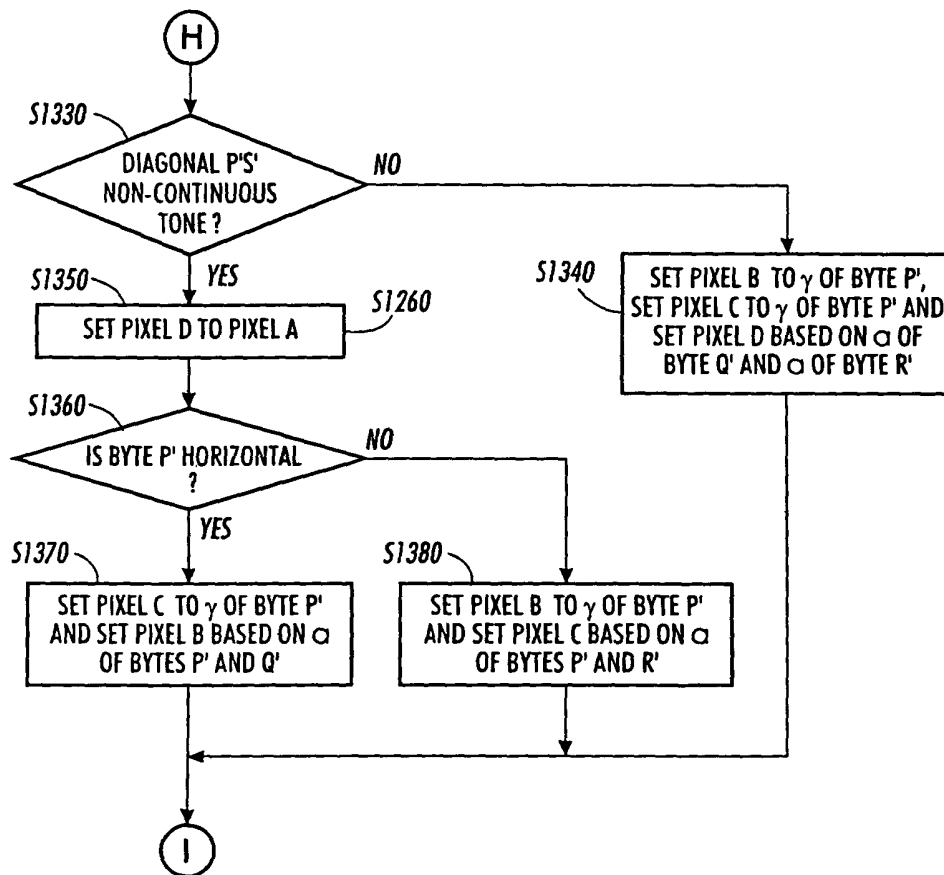 H
S1330
DIAGONAL P'S'
NON-CONTINUOUS
TONE ?
NO
YES
S1350
S1260
SET PIXEL D TO PIXEL A
S1340
SET PIXEL B TO γ OF BYTE P',
SET PIXEL C TO γ OF BYTE P' AND
SET PIXEL D BASED ON α OF
BYTE Q' AND α OF BYTE R'
S1360
IS BYTE P' HORIZONTAL
?
NO
YES
S1370
SET PIXEL C TO γ OF BYTE P'
AND SET PIXEL B BASED ON α
OF BYTES P' AND Q'
S1380
SET PIXEL B TO γ OF BYTE P'
AND SET PIXEL C BASED ON α
OF BYTES P' AND R'
I